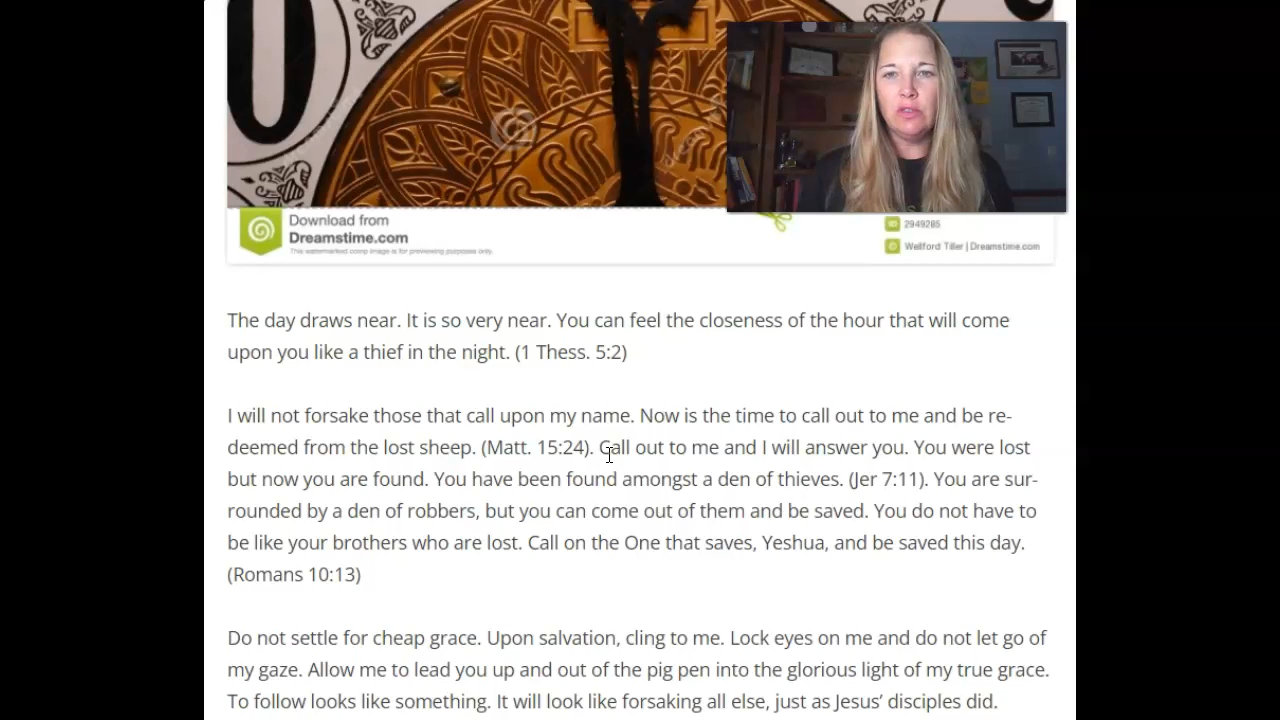 Download from
Dreamstime.com
This watermarked comp image is for previewing purposes only.
2949285
Wellford Tiller | Dreamstime.com
The day draws near. It is so very near. You can feel the closeness of the hour that will come
upon you like a thief in the night. (1 Thess. 5:2)
I will not forsake those that call upon my name. Now is the time to call out to me and be re-
deemed from the lost sheep. (Matt. 15:24). Call out to me and I will answer you. You were lost
but now you are found. You have been found amongst a den of thieves. (Jer 7:11). You are sur-
rounded by a den of robbers, but you can come out of them and be saved. You do not have to
be like your brothers who are lost. Call on the One that saves, Yeshua, and be saved this day.
(Romans 10:13)
Do not settle for cheap grace. Upon salvation, cling to me. Lock eyes on me and do not let go of
my gaze. Allow me to lead you up and out of the pig pen into the glorious light of my true grace.
To follow looks like something. It will look like forsaking all else, just as Jesus’ disciples did.